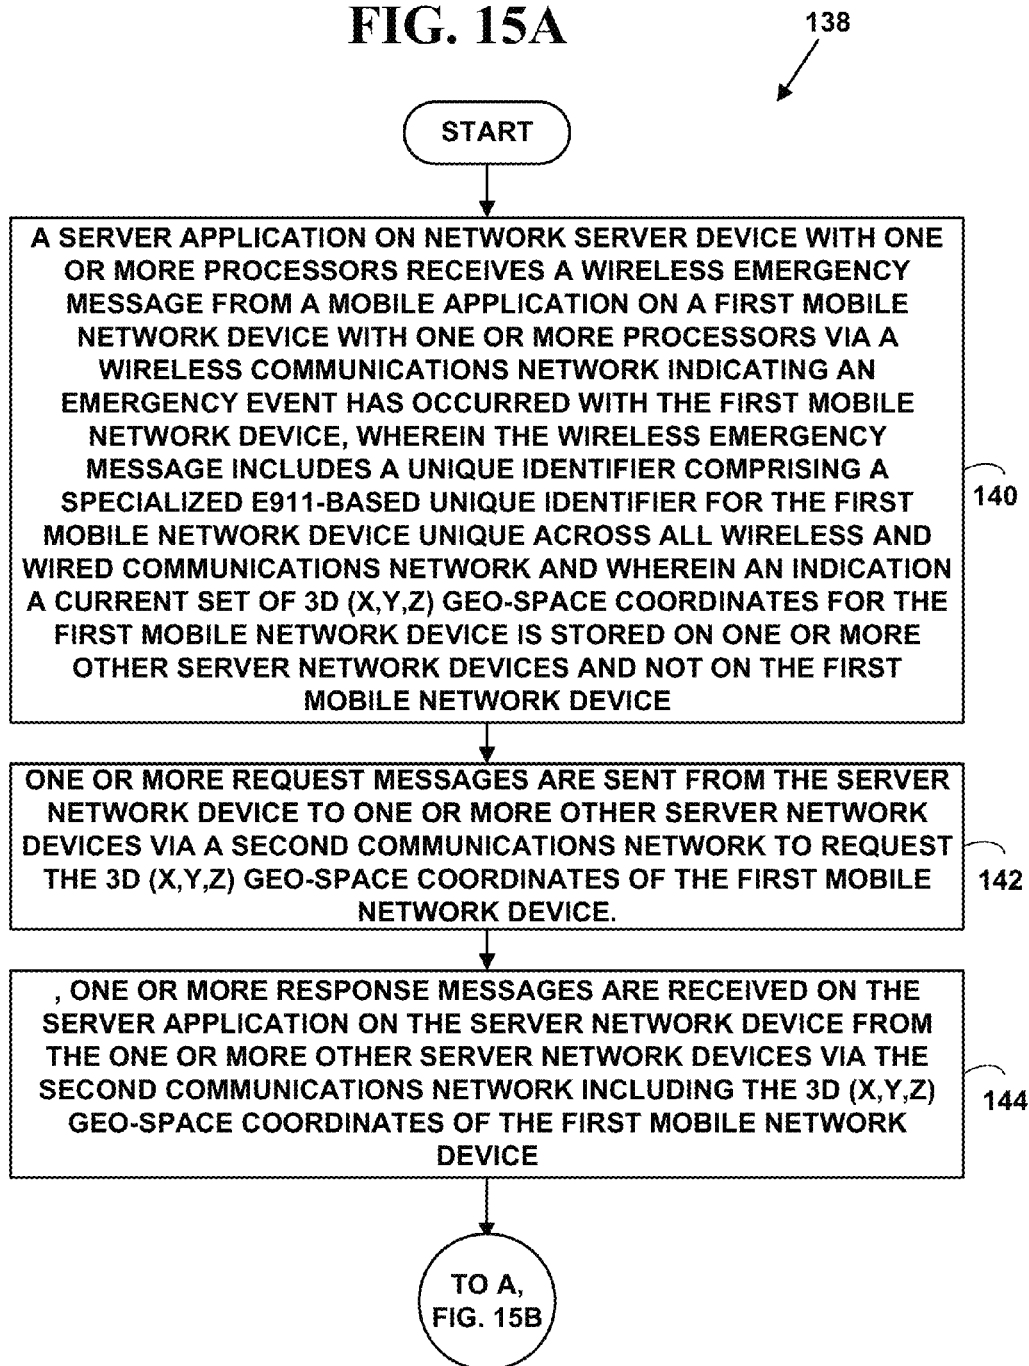 FIG. 15A
138
START
A SERVER APPLICATION ON NETWORK SERVER DEVICE WITH ONE
OR MORE PROCESSORS RECEIVES A WIRELESS EMERGENCY
MESSAGE FROM A MOBILE APPLICATION ON A FIRST MOBILE
NETWORK DEVICE WITH ONE OR MORE PROCESSORS VIA A
WIRELESS COMMUNICATIONS NETWORK INDICATING AN
EMERGENCY EVENT HAS OCCURRED WITH THE FIRST MOBILE
NETWORK DEVICE, WHEREIN THE WIRELESS EMERGENCY
MESSAGE INCLUDES A UNIQUE IDENTIFIER COMPRISING A
SPECIALIZED E911-BASED UNIQUE IDENTIFIER FOR THE FIRST
MOBILE NETWORK DEVICE UNIQUE ACROSS ALL WIRELESS AND
WIRED COMMUNICATIONS NETWORK AND WHEREIN AN INDICATION
A CURRENT SET OF 3D (X,Y,Z) GEO-SPACE COORDINATES FOR THE
FIRST MOBILE NETWORK DEVICE IS STORED ON ONE OR MORE
OTHER SERVER NETWORK DEVICES AND NOT ON THE FIRST
MOBILE NETWORK DEVICE
140
ONE OR MORE REQUEST MESSAGES ARE SENT FROM THE SERVER
NETWORK DEVICE TO ONE OR MORE OTHER SERVER NETWORK
DEVICES VIA A SECOND COMMUNICATIONS NETWORK TO REQUEST
THE 3D (X,Y,Z) GEO-SPACE COORDINATES OF THE FIRST MOBILE
NETWORK DEVICE.
142
, ONE OR MORE RESPONSE MESSAGES ARE RECEIVED ON THE
SERVER APPLICATION ON THE SERVER NETWORK DEVICE FROM
THE ONE OR MORE OTHER SERVER NETWORK DEVICES VIA THE
SECOND COMMUNICATIONS NETWORK INCLUDING THE 3D (X,Y,Z)
GEO-SPACE COORDINATES OF THE FIRST MOBILE NETWORK
DEVICE
144
TO A,
FIG. 15B